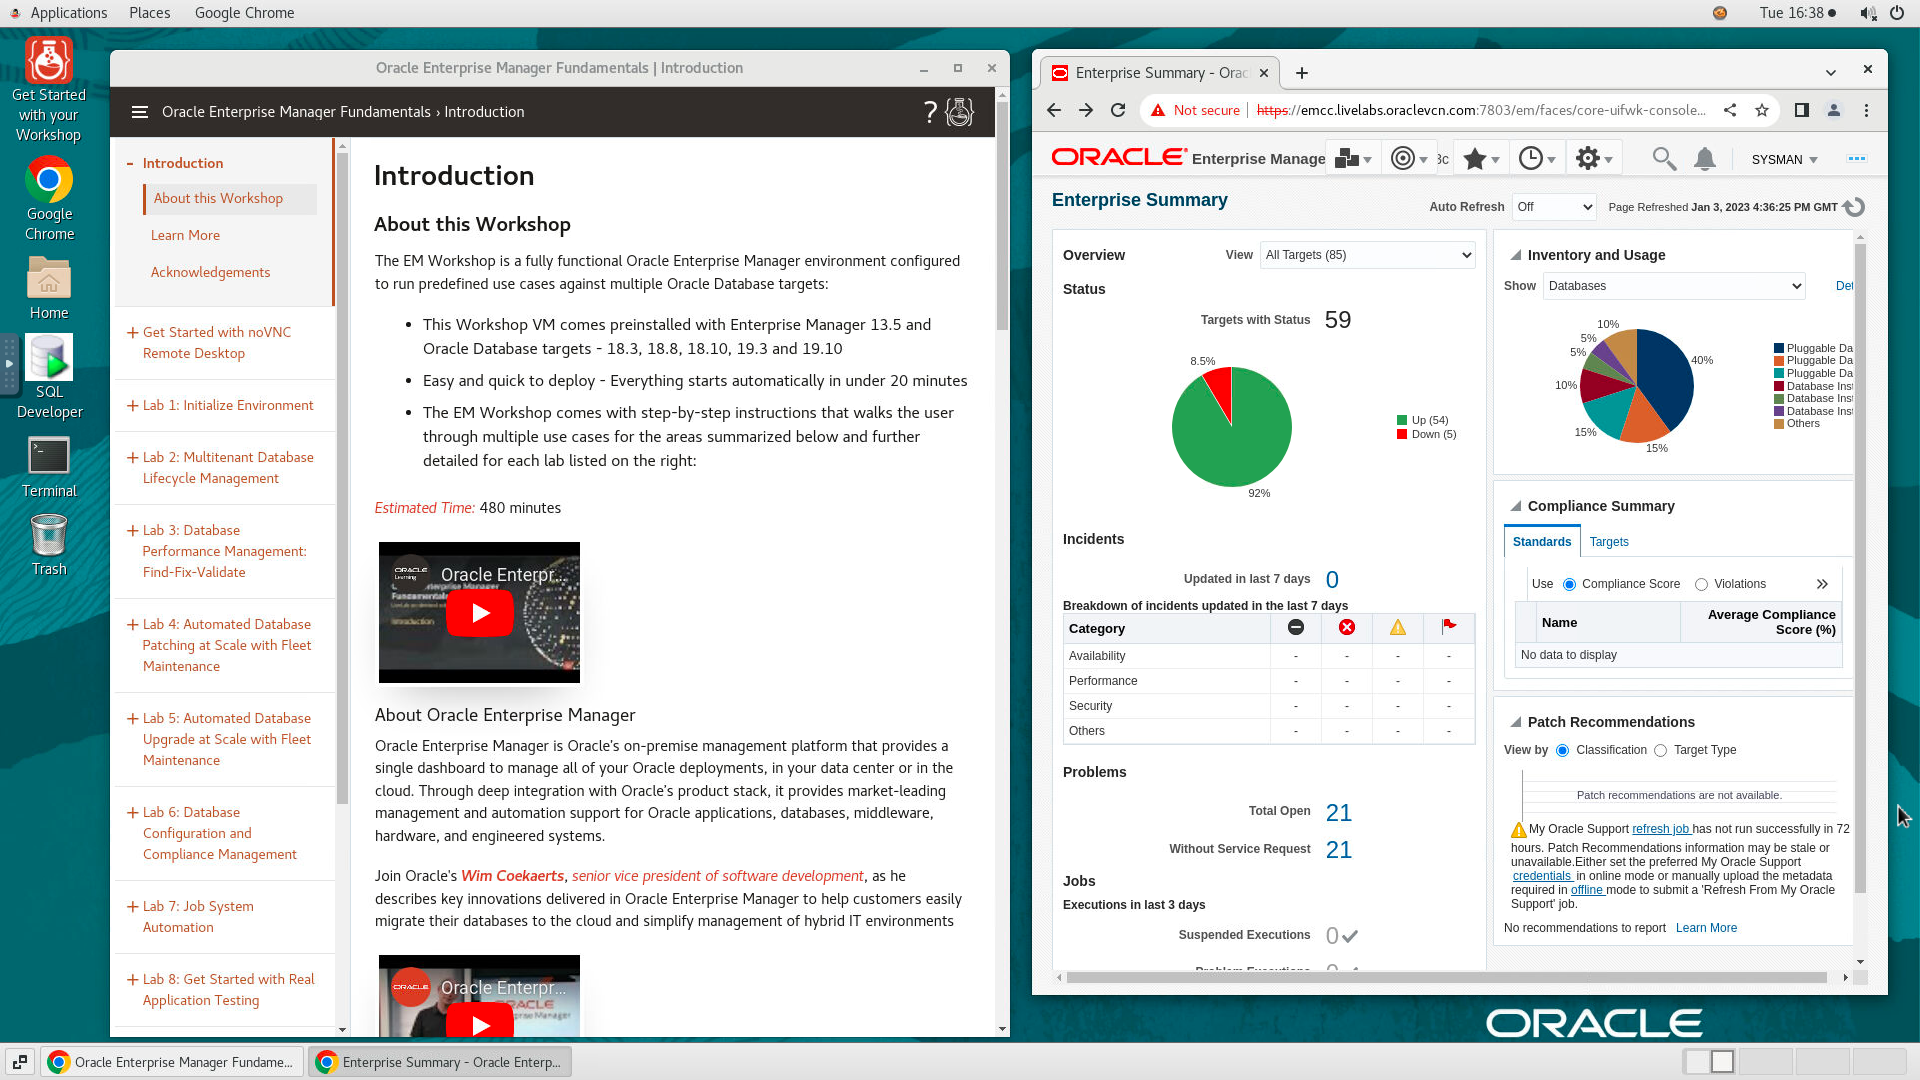 Applications Places Google Chrome
Tue 16:38
Get Started
with your
Workshop
Google
Chrome
Home
SQL
Developer
Terminal
Trash
Oracle Enterprise Manager Fundamentals | Introduction
Oracle Enterprise Manager Fundamentals › Introduction
?
- Introduction
About this Workshop
Learn More
Acknowledgements
+ Get Started with noVNC
Remote Desktop
+ Lab 1: Initialize Environment
+ Lab 2: Multitenant Database
Lifecycle Management
+ Lab 3: Database
Performance Management:
Find-Fix-Validate
+ Lab 4: Automated Database
Patching at Scale with Fleet
Maintenance
+ Lab 5: Automated Database
Upgrade at Scale with Fleet
Maintenance
+ Lab 6: Database
Configuration and
Compliance Management
+ Lab 7: Job System
Automation
+ Lab 8: Get Started with Real
Application Testing
Introduction
About this Workshop
The EM Workshop is a fully functional Oracle Enterprise Manager environment configured
to run predefined use cases against multiple Oracle Database targets:
• This Workshop VM comes preinstalled with Enterprise Manager 13.5 and
Oracle Database targets - 18.3, 18.8, 18.10, 19.3 and 19.10
• Easy and quick to deploy - Everything starts automatically in under 20 minutes
• The EM Workshop comes with step-by-step instructions that walks the user
through multiple use cases for the areas summarized below and further
detailed for each lab listed on the right:
Estimated Time: 480 minutes
ORACLE
Learning
Oracle Enterpr...
Enterprise Manager
Fundamentals
Introduction
About Oracle Enterprise Manager
Oracle Enterprise Manager is Oracle's on-premise management platform that provides a
single dashboard to manage all of your Oracle deployments, in your data center or in the
cloud. Through deep integration with Oracle's product stack, it provides market-leading
management and automation support for Oracle applications, databases, middleware,
hardware, and engineered systems.
Join Oracle's Wim Coekaerts, senior vice president of software development, as he
describes key innovations delivered in Oracle Enterprise Manager to help customers easily
migrate their databases to the cloud and simplify management of hybrid IT environments
ORACLE
Oracle Enterpr...
Enterprise Summary - Orac
Not secure https://emcc.livelabs.oraclevcn.com:7803/em/faces/core-uifwk-console...
ORACLE Enterprise Manage 3c
SYSMAN
Enterprise Summary
Auto Refresh Off
Page Refreshed Jan 3, 2023 4:36:25 PM GMT
Overview
View All Targets (85)
Status
Targets with Status 59
8.5%
92%
Up (54)
Down (5)
Incidents
Updated in last 7 days 0
Breakdown of incidents updated in the last 7 days
Category
Availability - - - -
Performance - - - -
Security - - - -
Others - - - -
Problems
Total Open 21
Without Service Request 21
Jobs
Executions in last 3 days
Suspended Executions 0
Problem Executions 0
Inventory and Usage
Show Databases
Det
10%
5%
5%
10%
15%
15%
40%
Pluggable Da
Pluggable Da
Pluggable Da
Database Inst
Database Inst
Database Inst
Others
Compliance Summary
Standards Targets
Use Compliance Score Violations »
Name Average Compliance
Score (%)
No data to display
Patch Recommendations
View by Classification Target Type
Patch recommendations are not available.
My Oracle Support refresh job has not run successfully in 72
hours. Patch Recommendations information may be stale or
unavailable.Either set the preferred My Oracle Support
credentials in online mode or manually upload the metadata
required in offline mode to submit a 'Refresh From My Oracle
Support' job.
No recommendations to report Learn More
ORACLE
Oracle Enterprise Manager Fundame...
Enterprise Summary - Oracle Enterp...